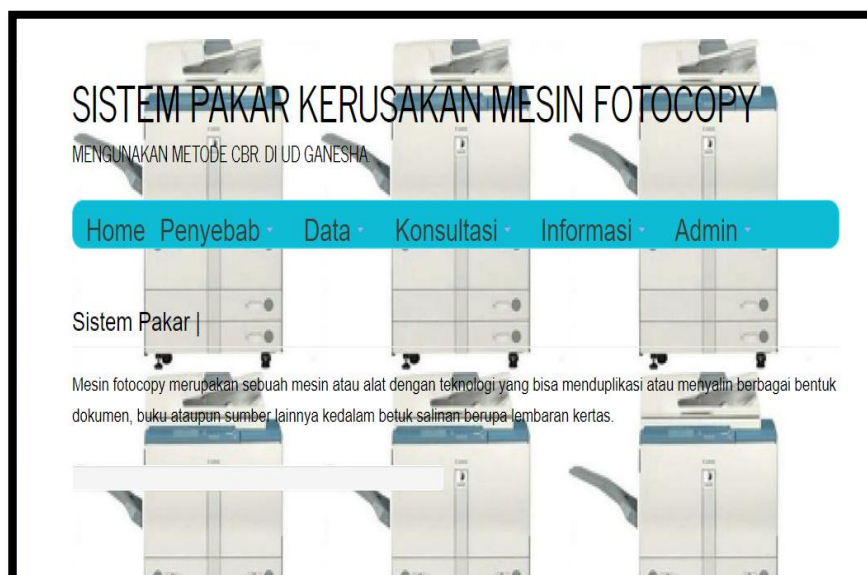 SISTEM PAKAR KERUSAKAN MESIN FOTOCOPY
MENGUNAKAN METODE CBR. DI UD GANESHA.
Home Penyebab Data Konsultasi Informasi Admin
Sistem Pakar |
Mesin fotocopy merupakan sebuah mesin atau alat dengan teknologi yang bisa menduplikasi atau menyalin berbagai bentuk
dokumen, buku ataupun sumber lainnya kedalam betuk salinan berupa lembaran kertas.